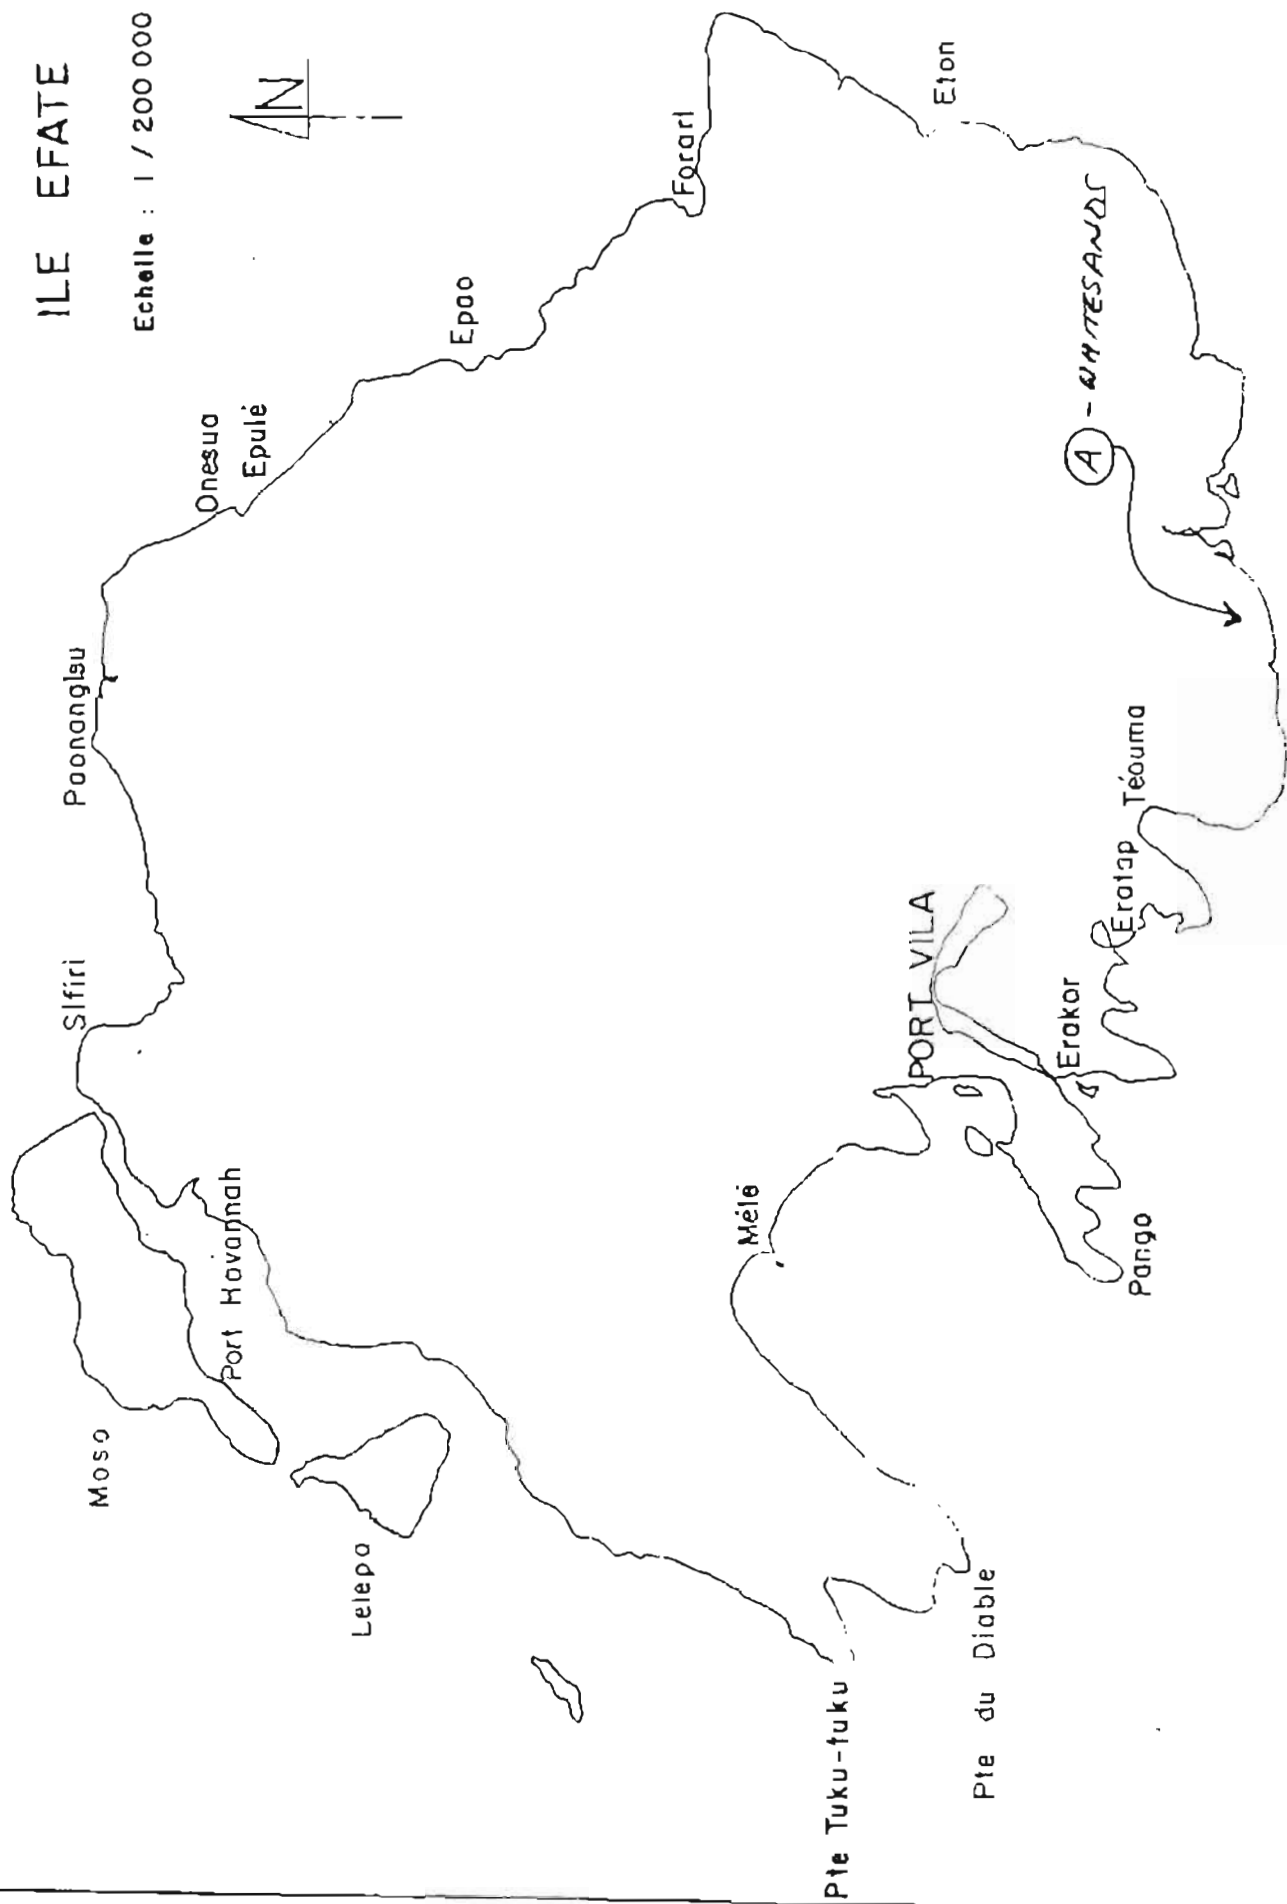 ILE EFATE
Echelle : 1 / 200 000
N
Moso
Sifiri
Paonangisu
Onesua
Epulé
Port Havannah
Lelepa
Epao
Forari
Mélé
Pte Tuku-tuku
PORT VILA
Eton
Pte du Diable
Erakor
Pango
Eratap
Téouma
A - WHITESANDS